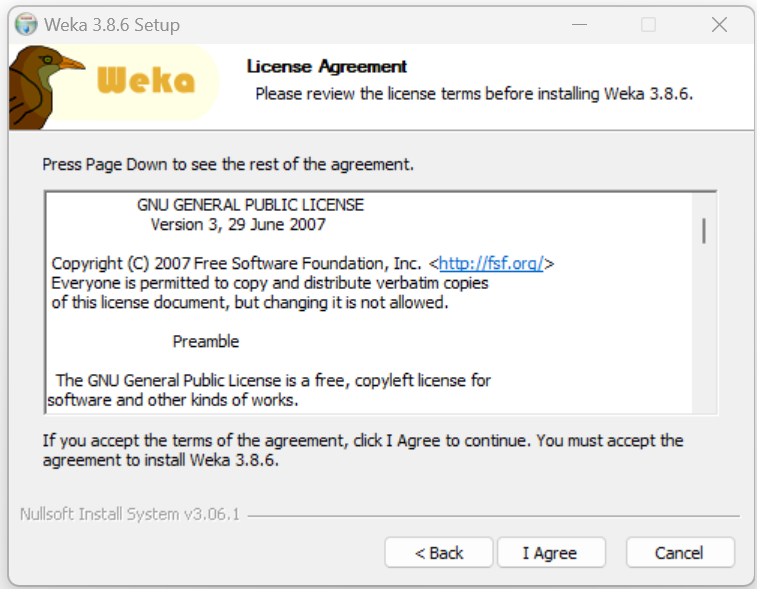 Weka 3.8.6 Setup
Weka
License Agreement
Please review the license terms before installing Weka 3.8.6.
Press Page Down to see the rest of the agreement.
GNU GENERAL PUBLIC LICENSE
Version 3, 29 June 2007
Copyright (C) 2007 Free Software Foundation, Inc. <http://fsf.org/>
Everyone is permitted to copy and distribute verbatim copies
of this license document, but changing it is not allowed.
Preamble
The GNU General Public License is a free, copyleft license for
software and other kinds of works.
If you accept the terms of the agreement, click I Agree to continue. You must accept the
agreement to install Weka 3.8.6.
Nullsoft Install System v3.06.1
< Back I Agree Cancel